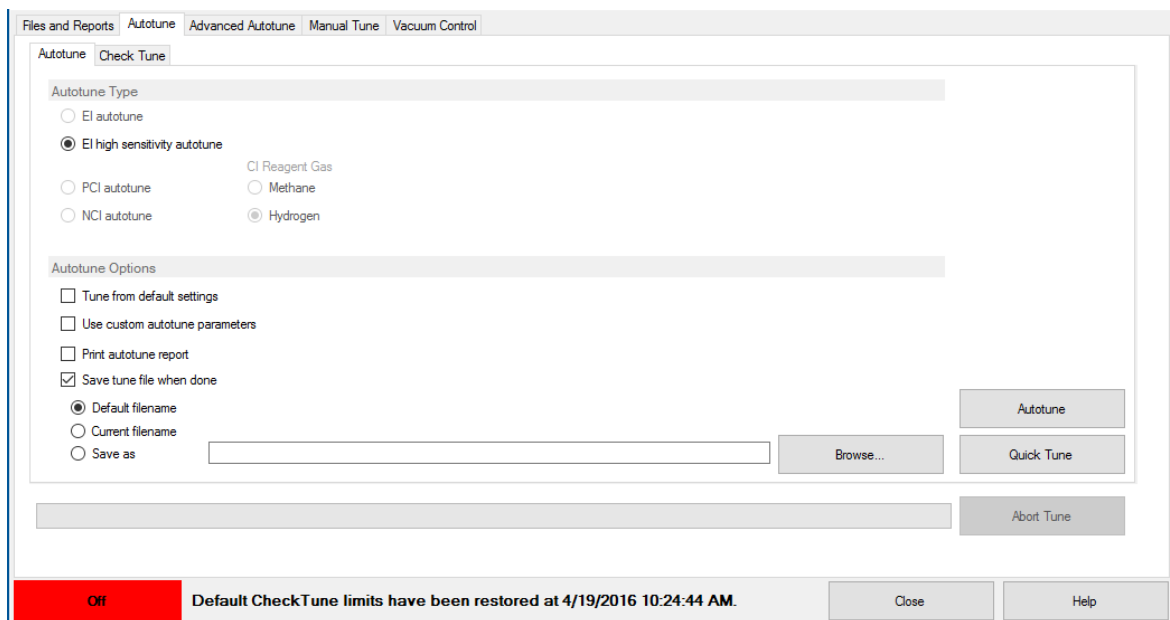 Files and Reports Autotune Advanced Autotune Manual Tune Vacuum Control
Autotune Check Tune
Autotune Type
EI autotune
EI high sensitivity autotune
CI Reagent Gas
PCI autotune Methane
NCI autotune Hydrogen
Autotune Options
Tune from default settings
Use custom autotune parameters
Print autotune report
Save tune file when done
Default filename Autotune
Current filename
Save as Browse... Quick Tune
Abort Tune
Off Default CheckTune limits have been restored at 4/19/2016 10:24:44 AM. Close Help